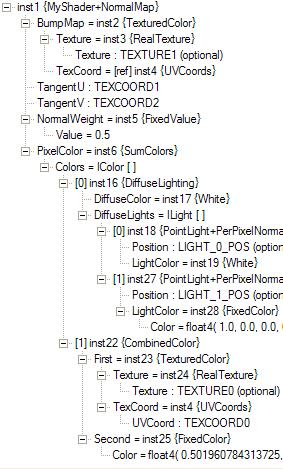 inst1 {MyShader+NormalMap}
BumpMap = inst2 {TexturedColor}
Texture = inst3 {RealTexture}
Texture : TEXTURE1 (optional)
TexCoord = [ref] inst4 {UVCoords}
TangentU : TEXCOORD1
TangentV : TEXCOORD2
NormalWeight = inst5 {FixedValue}
Value = 0.5
PixelColor = inst6 {SumColors}
Colors = IColor [ ]
[0] inst16 {DiffuseLighting}
DiffuseColor = inst17 {White}
DiffuseLights = ILight [ ]
[0] inst18 {PointLight+PerPixelNorma
Position : LIGHT_0_POS (optio
LightColor = inst19 {White}
[1] inst27 {PointLight+PerPixelNorma
Position : LIGHT_1_POS (optio
LightColor = inst28 {FixedColor}
Color = float4( 1.0, 0.0, 0.0,
[1] inst22 {CombinedColor}
First = inst23 {TexturedColor}
Texture = inst24 {RealTexture}
Texture : TEXTURE0 (optional)
TexCoord = inst4 {UVCoords}
UVCoord : TEXCOORD0
Second = inst25 {FixedColor}
Color = float4( 0.501960784313725,